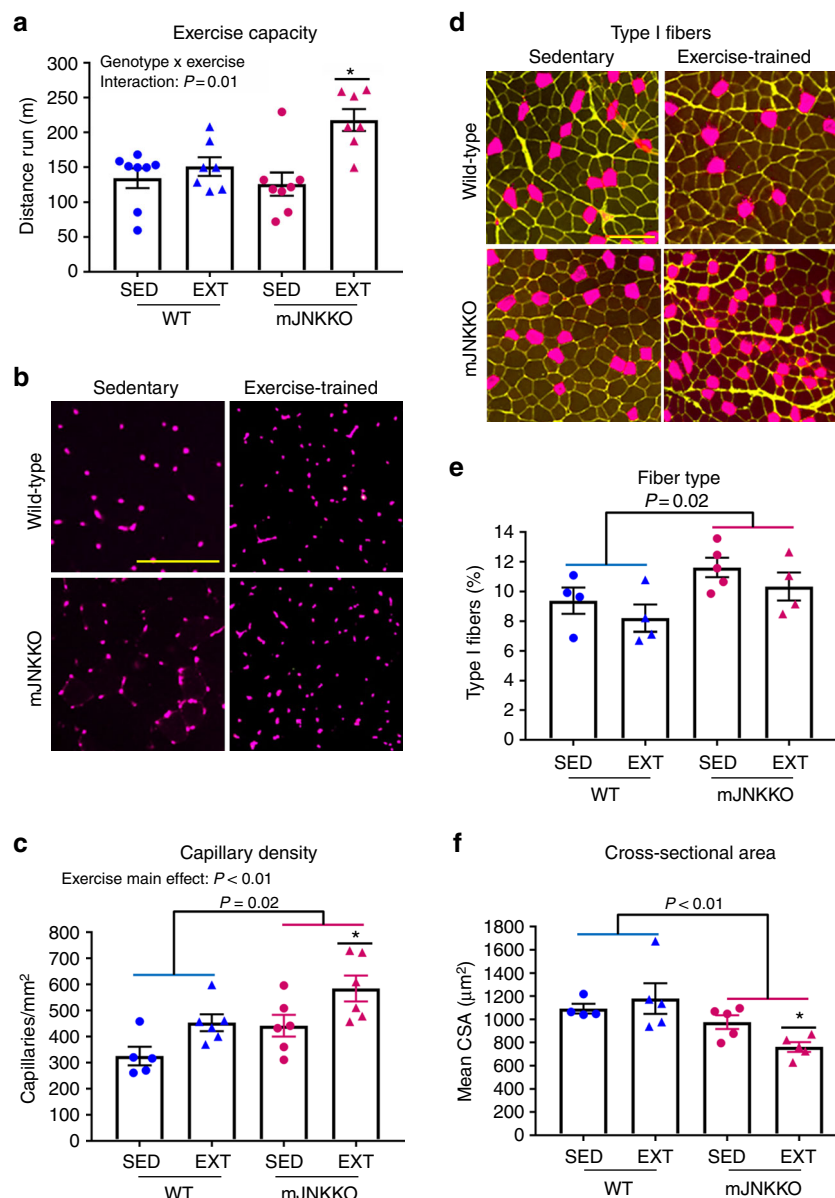 a
Exercise capacity
Genotype x exercise
Interaction: P = 0.01
*
Distance run (m)
300
250
200
150
100
50
0
SED
EXT
SED
EXT
WT
mJNKKO
b
Sedentary
Exercise-trained
Wild-type
mJNKKO
c
Capillary density
Exercise main effect: P < 0.01
P = 0.02
*
Capillaries/mm²
800
700
600
500
400
300
200
100
0
SED
EXT
SED
EXT
WT
mJNKKO
d
Type I fibers
Sedentary
Exercise-trained
Wild-type
mJNKKO
e
Fiber type
P = 0.02
Type I fibers (%)
14
12
10
8
6
4
2
0
SED
EXT
SED
EXT
WT
mJNKKO
f
Cross-sectional area
P < 0.01
*
Mean CSA (μm²)
1800
1600
1400
1200
1000
800
600
400
200
0
SED
EXT
SED
EXT
WT
mJNKKO